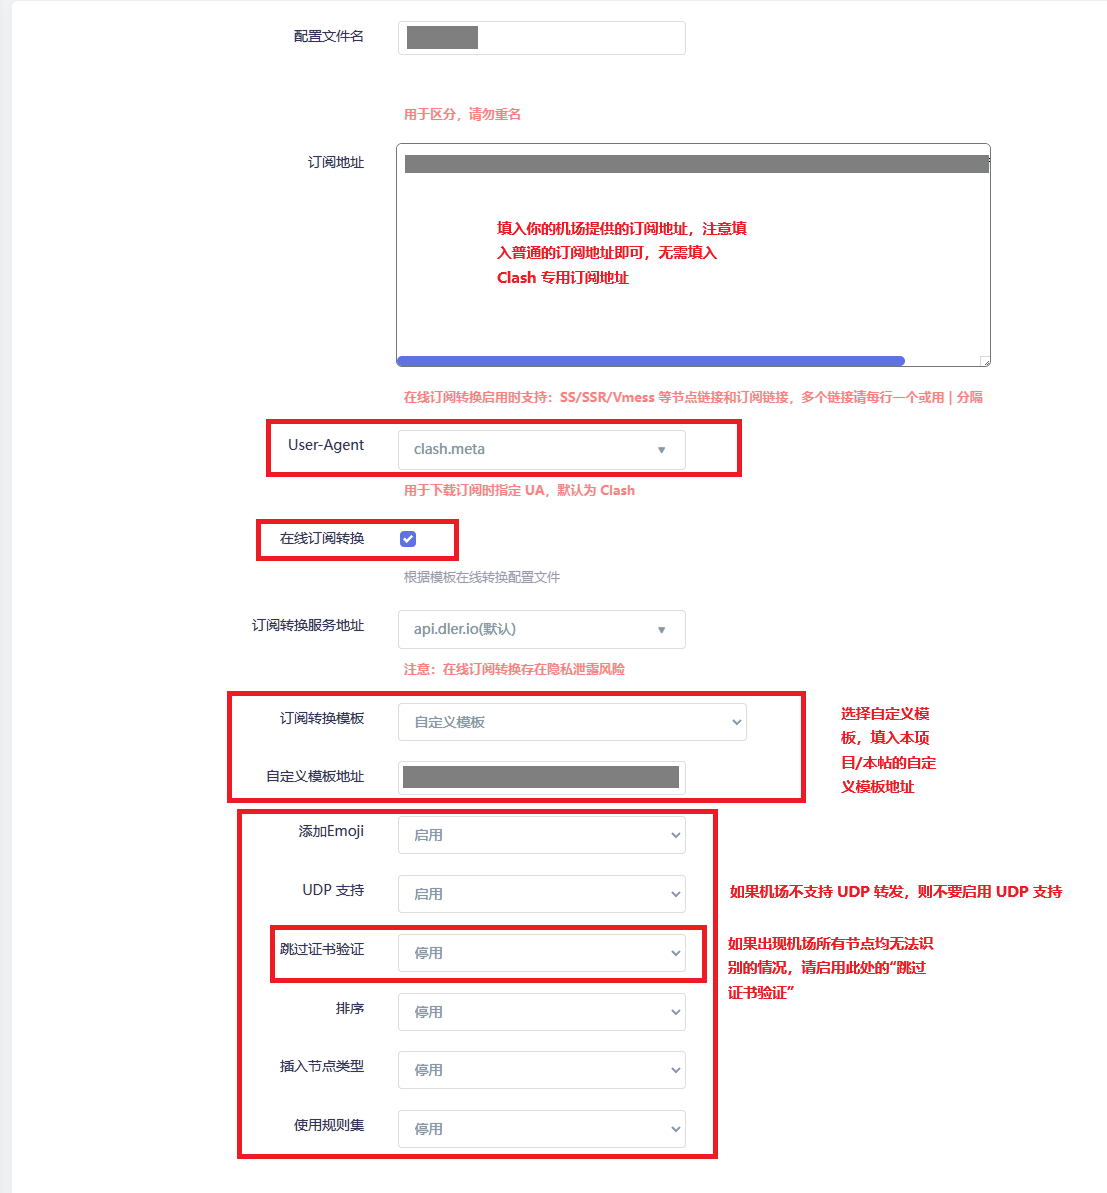 配置文件名
用于区分，请勿重名
订阅地址
填入你的机场提供的订阅地址，注意填
入普通的订阅地址即可，无需填入
Clash 专用订阅地址
在线订阅转换启用时支持：SS/SSR/Vmess 等节点链接和订阅链接，多个链接请每行一个或用 | 分隔
User-Agent
clash.meta
用于下载订阅时指定 UA，默认为 Clash
在线订阅转换
根据模板在线转换配置文件
订阅转换服务地址
api.dler.io(默认)
注意：在线订阅转换存在隐私泄露风险
订阅转换模板
自定义模板
选择自定义模
板，填入本项
目/本帖的自定
义模板地址
自定义模板地址
添加Emoji
启用
UDP 支持
启用
如果机场不支持 UDP 转发，则不要启用 UDP 支持
跳过证书验证
停用
如果出现机场所有节点均无法识
别的情况，请启用此处的“跳过
证书验证”
排序
停用
插入节点类型
停用
使用规则集
停用